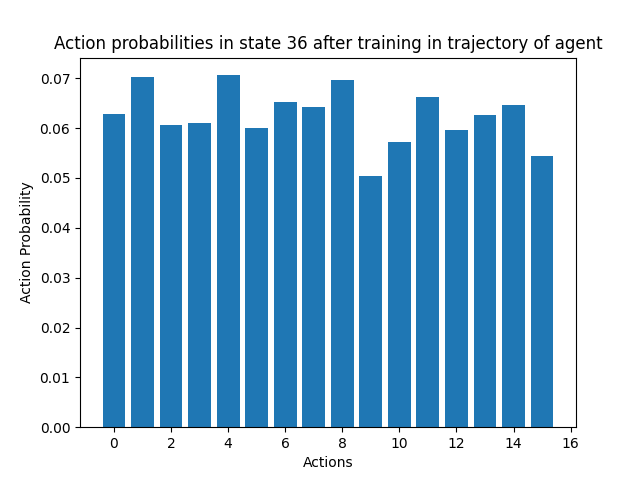 Action probabilities in state 36 after training in trajectory of agent
0.07
0.06
0.05
0.04
0.03
0.02
0.01
0.00
Action Probability
0 2 4 6 8 10 12 14 16
Actions